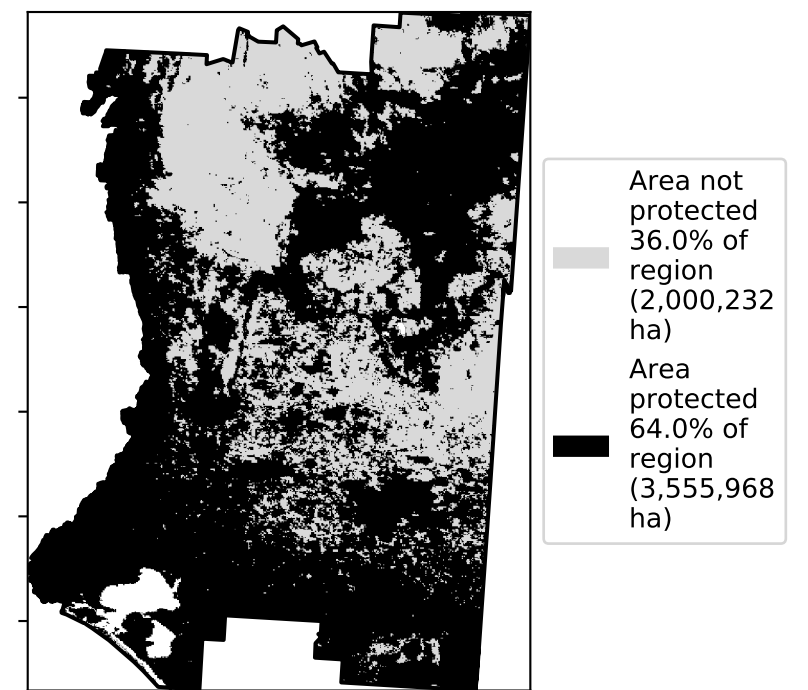 Area not
protected
36.0% of
region
(2,000,232
ha)
Area
protected
64.0% of
region
(3,555,968
ha)